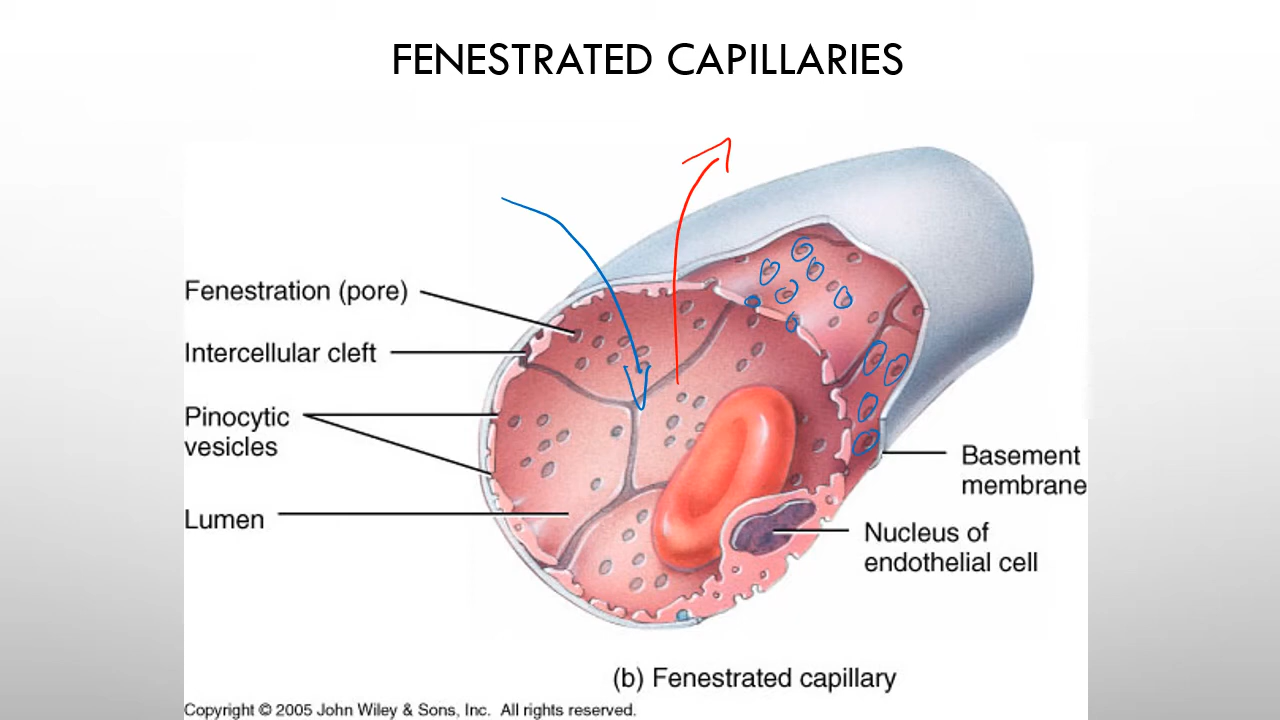 FENESTRATED CAPILLARIES
Fenestration (pore)
Intercellular cleft
Pinocytic
vesicles
Lumen
Basement
membrane
Nucleus of
endothelial cell
(b) Fenestrated capillary
Copyright © 2005 John Wiley & Sons, Inc. All rights reserved.